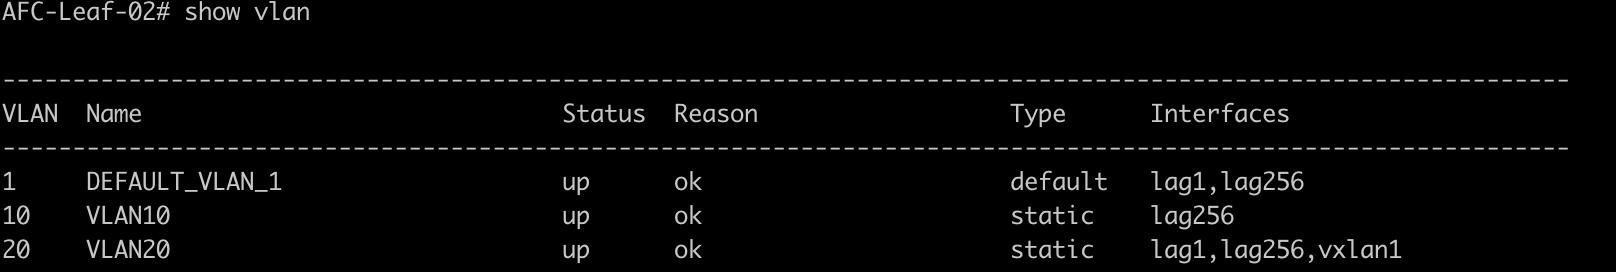 AFC-Leaf-02# show vlan
----------------------------------------------------------------------------------------------------------------
VLAN  Name                                  Status  Reason                  Type      Interfaces
----------------------------------------------------------------------------------------------------------------
1     DEFAULT_VLAN_1                    up      ok                      default   lag1,lag256
10    VLAN10                            up      ok                      static    lag256
20    VLAN20                            up      ok                      static    lag1,lag256,vxlan1